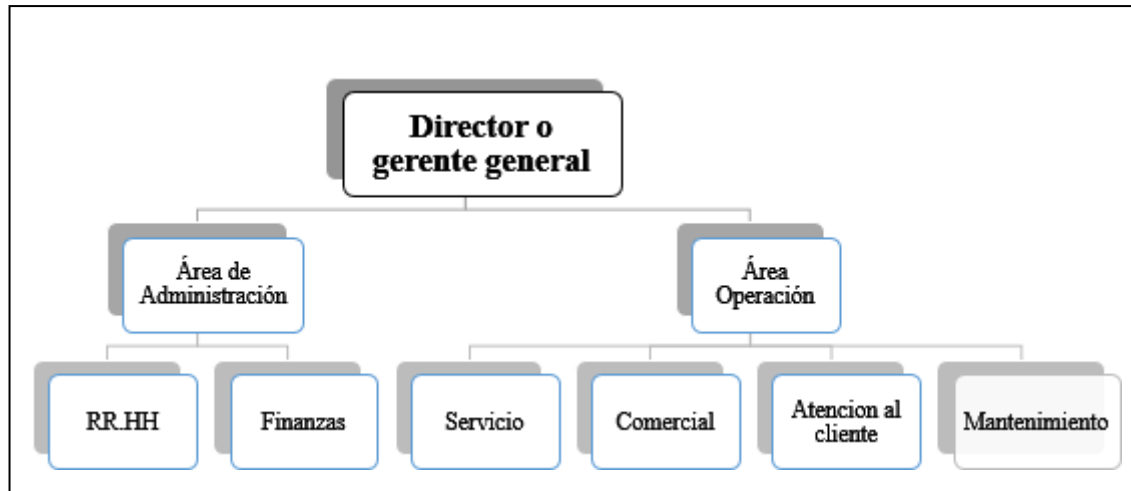 Director o
gerente general
Área de
Administración
Área
Operación
RR.HH
Finanzas
Servicio
Comercial
Atencion al
cliente
Mantenimiento